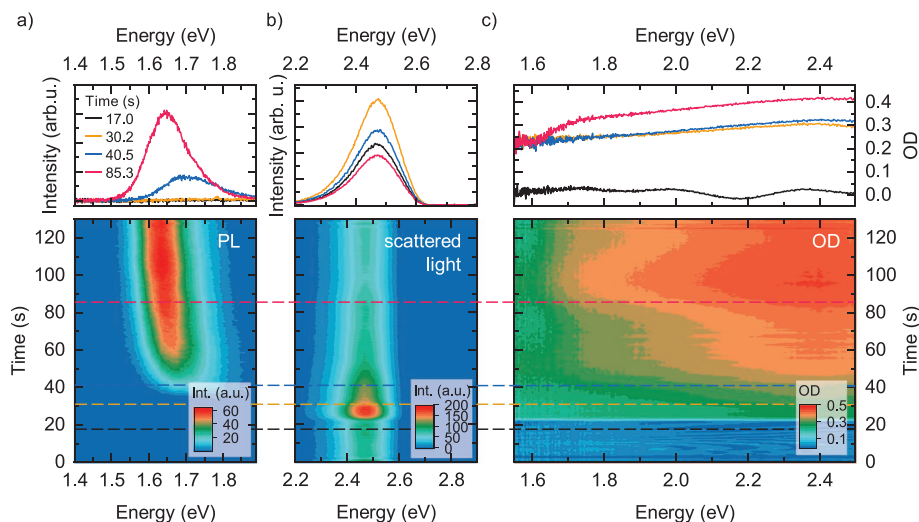 a)
b)
c)
Energy (eV)
Energy (eV)
Energy (eV)
1.4 1.5 1.6 1.7 1.8
2.2 2.4 2.6 2.8
1.6 1.8 2.0 2.2 2.4
Intensity (arb.u.)
Time (s)
17.0
30.2
40.5
85.3
Intensity (arb. u.)
0.4
0.3
0.2
0.1
0.0
OD
PL
scattered
light
OD
Time (s)
120
100
80
60
40
20
0
Int. (a.u.)
60
40
20
Int. (a.u.)
200
150
100
50
0
OD
0.5
0.3
0.1
120
100
80
60
40
20
0
Time (s)
1.5 1.6 1.7 1.8
2.2 2.4 2.6
1.6 1.8 2.0 2.2 2.4
Energy (eV)
Energy (eV)
Energy (eV)